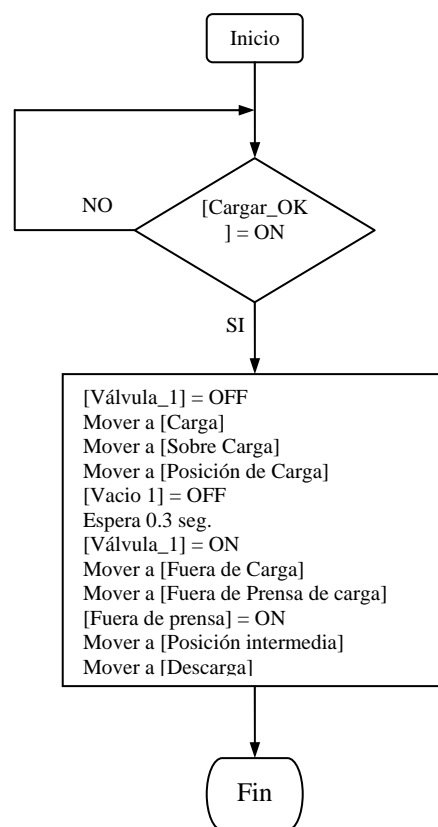 Inicio
NO
[Cargar_OK
] = ON
SI
[Válvula_1] = OFF
Mover a [Carga]
Mover a [Sobre Carga]
Mover a [Posición de Carga]
[Vacio 1] = OFF
Espera 0.3 seg.
[Válvula_1] = ON
Mover a [Fuera de Carga]
Mover a [Fuera de Prensa de carga]
[Fuera de prensa] = ON
Mover a [Posición intermedia]
Mover a [Descarga]
Fin